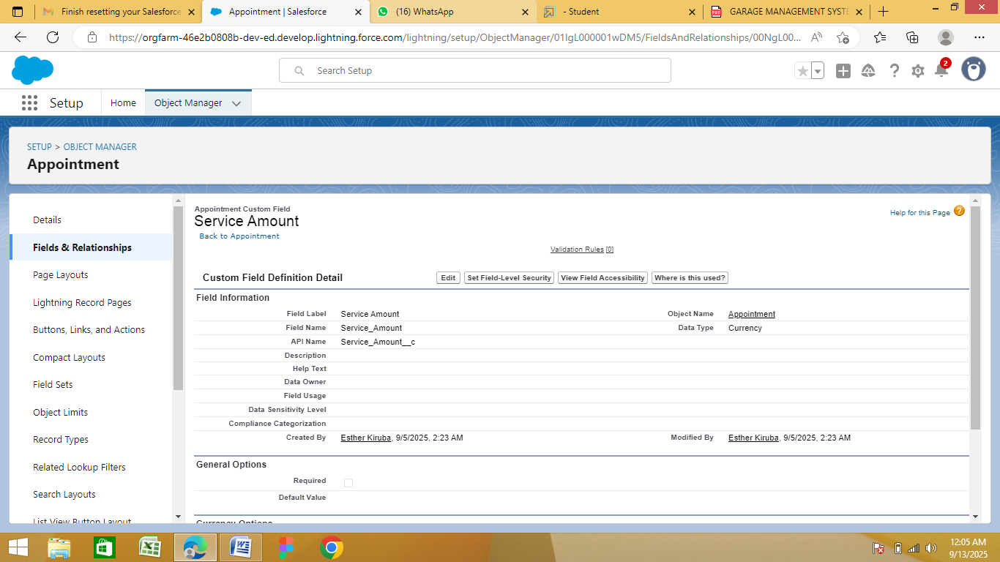 Finish resetting your Salesforce
Appointment | Salesforce
(16) WhatsApp
- Student
GARAGE MANAGEMENT SYSTE
https://orgfarm-46e2b0808b-dev-ed.develop.lightning.force.com/lightning/setup/ObjectManager/01IgL000001wDM5/FieldsAndRelationships/00NgL00...
Search Setup
2
Setup
Home
Object Manager
SETUP > OBJECT MANAGER
Appointment
Details
Fields & Relationships
Page Layouts
Lightning Record Pages
Buttons, Links, and Actions
Compact Layouts
Field Sets
Object Limits
Record Types
Related Lookup Filters
Search Layouts
List View Button Layout
Appointment Custom Field
Service Amount
Back to Appointment
Help for this Page
Validation Rules [0]
Custom Field Definition Detail
Edit
Set Field-Level Security
View Field Accessibility
Where is this used?
Field Information
Field Label Service Amount
Object Name Appointment
Field Name Service_Amount
Data Type Currency
API Name Service_Amount__c
Description
Help Text
Data Owner
Field Usage
Data Sensitivity Level
Compliance Categorization
Created By Esther Kiruba, 9/5/2025, 2:23 AM
Modified By Esther Kiruba, 9/5/2025, 2:23 AM
General Options
Required
Default Value
Currency Options
12:05 AM
9/13/2025